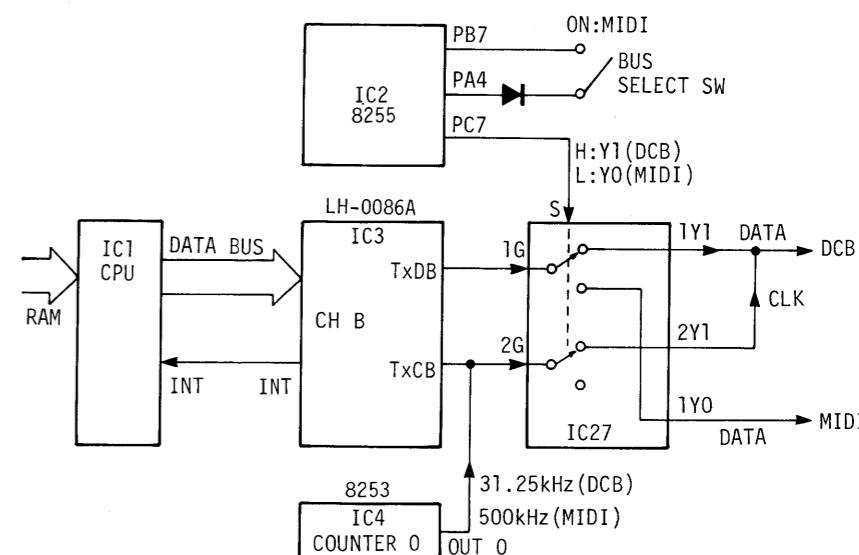 ON:MIDI
PB7
BUS
SELECT SW
PA4
IC2
8255
PC7
H:Y1(DCB)
L:Y0(MIDI)
LH-0086A
S
IC1
CPU
DATA BUS
IC3
TxDB
1G
1Y1
DATA
DCB
RAM
CH B
CLK
TxCB
2G
2Y1
INT
INT
1Y0
MIDI
IC27
DATA
8253
31.25kHz(DCB)
IC4
500kHz(MIDI)
COUNTER 0
OUT 0